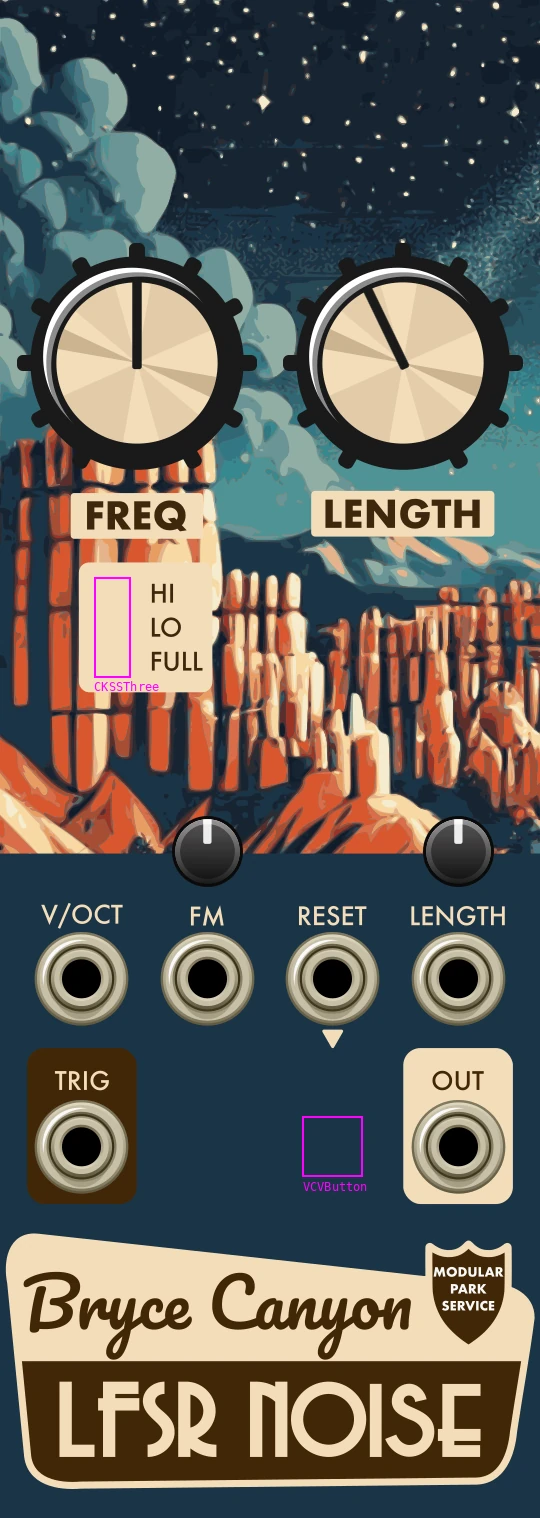 FREQ
LENGTH
HI
LO
FULL
CKSSThree
V/OCT
FM
RESET
LENGTH
TRIG
OUT
VCVButton
MODULAR
PARK
SERVICE
Bryce Canyon
LFSR NOISE